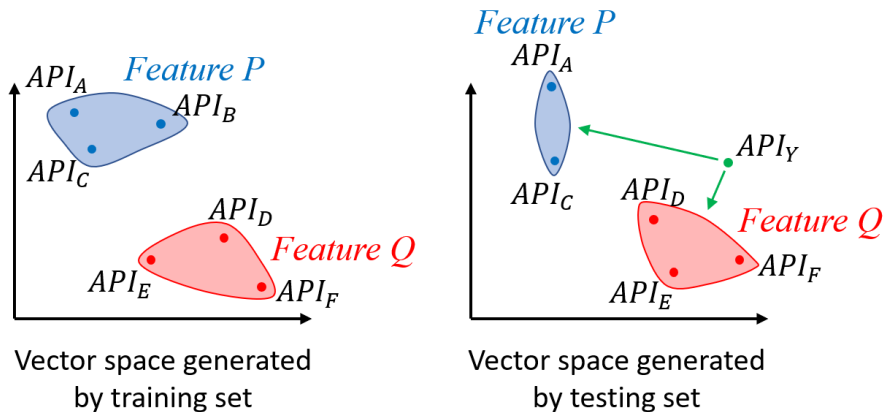 Feature P
API_A
API_B
API_C
API_D
Feature Q
API_E
API_F
Vector space generated
by training set
Feature P
API_A
API_Y
API_C
API_D
Feature Q
API_F
API_E
Vector space generated
by testing set